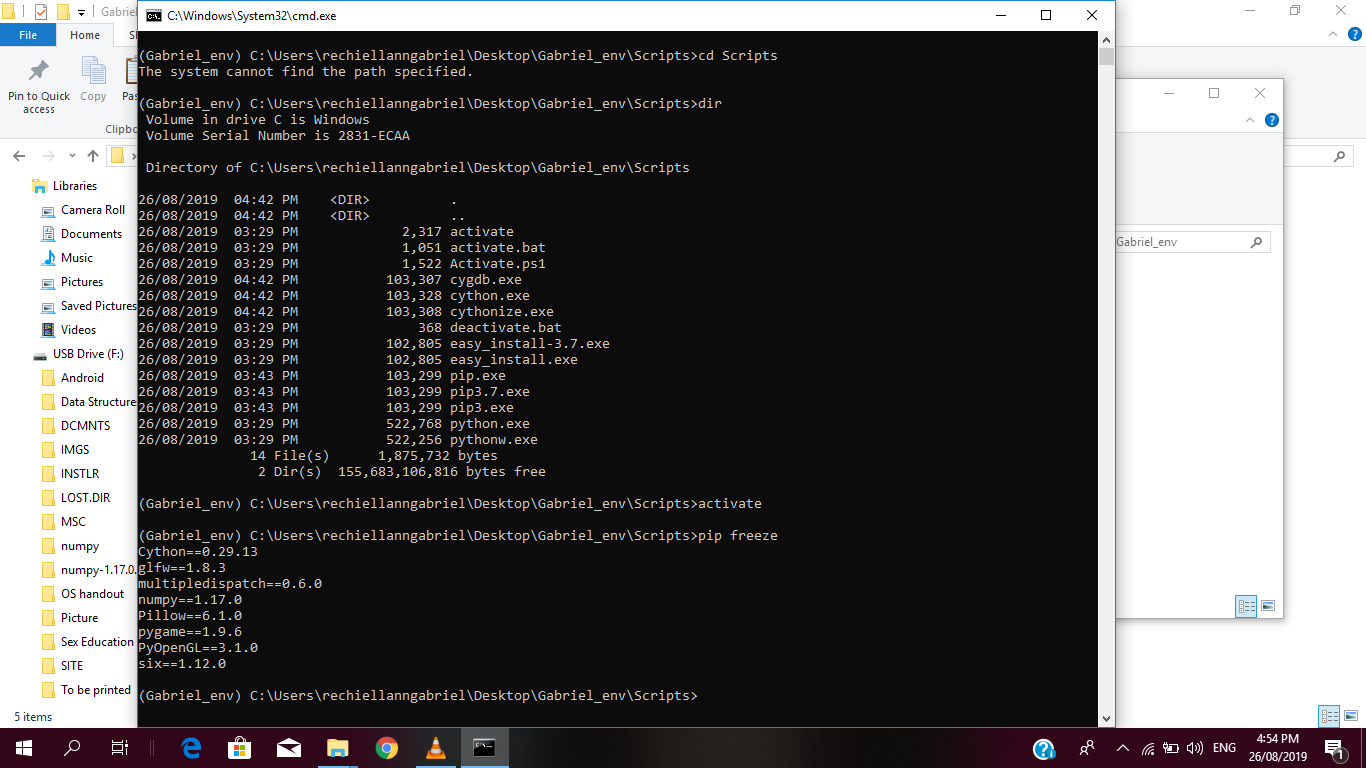 Gabriel
C:\Windows\System32\cmd.exe
File
Home
Pin to Quick
access
Copy
Libraries
Camera Roll
Documents
Music
Pictures
Saved Pictures
Videos
USB Drive (F:)
Android
Data Structure
DCMNTS
IMGS
INSTLR
LOST.DIR
MSC
numpy
numpy-1.17.0.
OS handout
Picture
Sex Education
SITE
To be printed
5 items
(Gabriel_env) C:\Users\rechiellanngabriel\Desktop\Gabriel_env\Scripts>cd Scripts
The system cannot find the path specified.
(Gabriel_env) C:\Users\rechiellanngabriel\Desktop\Gabriel_env\Scripts>dir
Volume in drive C is Windows
Volume Serial Number is 2831-ECAA
Directory of C:\Users\rechiellanngabriel\Desktop\Gabriel_env\Scripts
26/08/2019  04:42 PM    <DIR>          .
26/08/2019  04:42 PM    <DIR>          ..
26/08/2019  03:29 PM             2,317 activate
26/08/2019  03:29 PM             1,051 activate.bat
26/08/2019  03:29 PM             1,522 Activate.ps1
26/08/2019  04:42 PM           103,307 cygdb.exe
26/08/2019  04:42 PM           103,328 cython.exe
26/08/2019  04:42 PM           103,308 cythonize.exe
26/08/2019  03:29 PM               368 deactivate.bat
26/08/2019  03:29 PM           102,805 easy_install-3.7.exe
26/08/2019  03:29 PM           102,805 easy_install.exe
26/08/2019  03:43 PM           103,299 pip.exe
26/08/2019  03:43 PM           103,299 pip3.7.exe
26/08/2019  03:43 PM           103,299 pip3.exe
26/08/2019  03:29 PM           522,768 python.exe
26/08/2019  03:29 PM           522,256 pythonw.exe
14 File(s)      1,875,732 bytes
2 Dir(s)  155,683,106,816 bytes free
(Gabriel_env) C:\Users\rechiellanngabriel\Desktop\Gabriel_env\Scripts>activate
(Gabriel_env) C:\Users\rechiellanngabriel\Desktop\Gabriel_env\Scripts>pip freeze
Cython==0.29.13
glfw==1.8.3
multipledispatch==0.6.0
numpy==1.17.0
Pillow==6.1.0
pygame==1.9.6
PyOpenGL==3.1.0
six==1.12.0
(Gabriel_env) C:\Users\rechiellanngabriel\Desktop\Gabriel_env\Scripts>
Gabriel_env
ENG
4:54 PM
26/08/2019
1